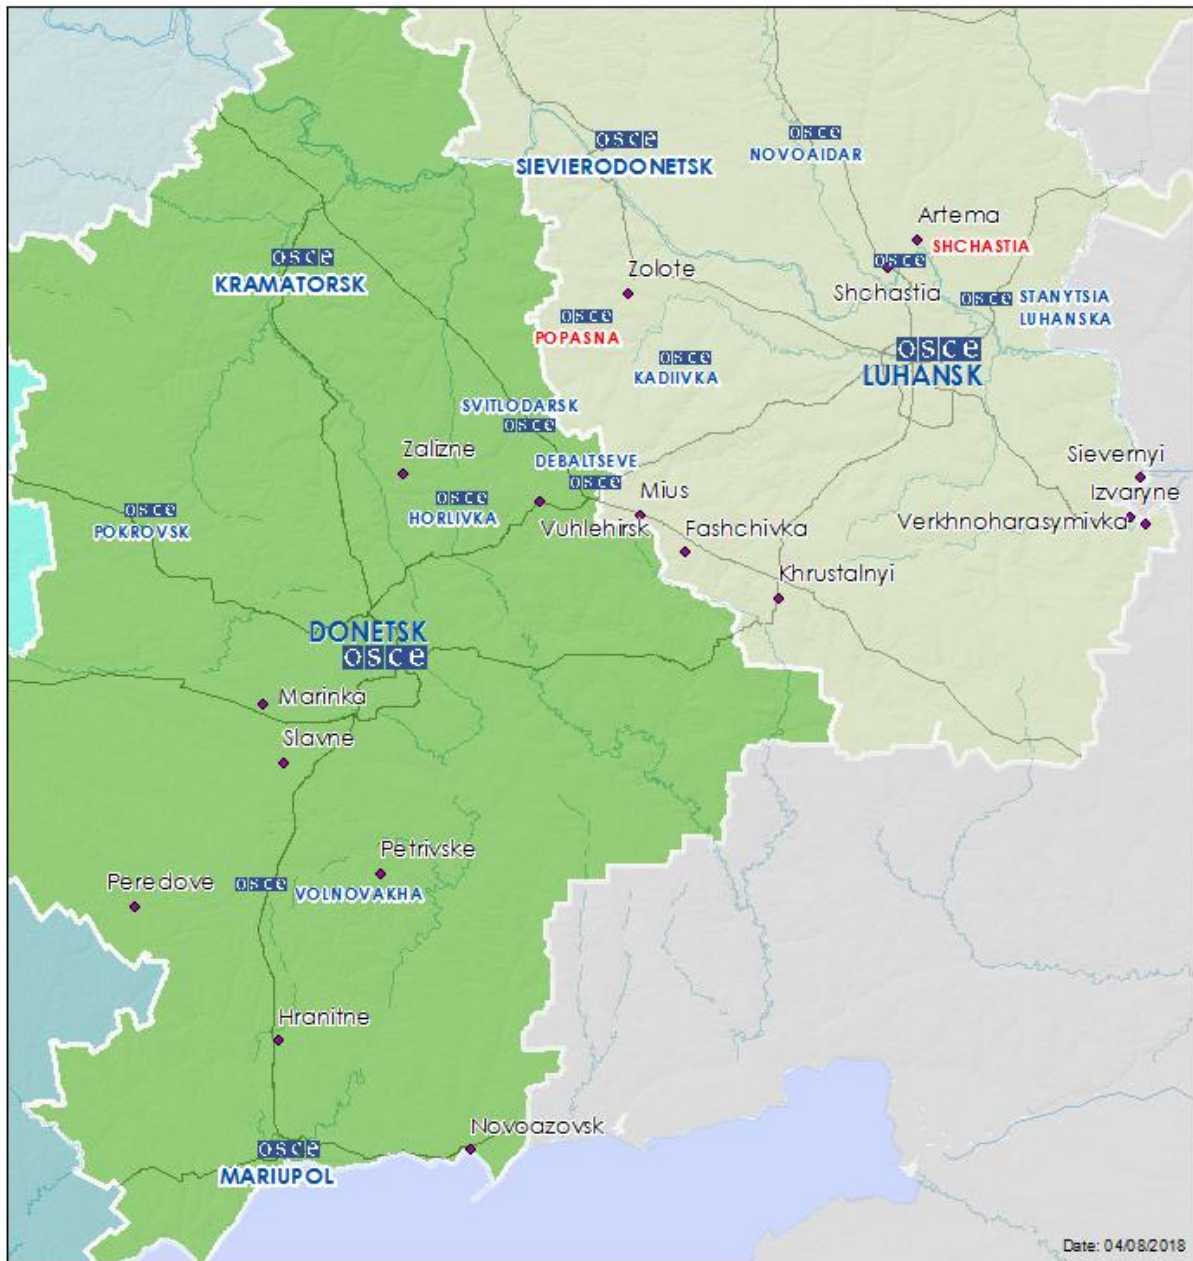 osce
SIEVIERODONETSK
osce
NOVOAIDAR
Artema
SHCHASTIA
osce
Shchastia
osce
KRAMATORSK
Zolote
osce
STANYTSIA
LUHANSKA
osce
POPASNA
osce
LUHANSK
osce
KADIIVKA
SVITLODARSK
osce
Zalizne
DEBALTSEVE
osce
Sievernyi
Izvaryne
Verkhnoharasymivka
osce
HORLIVKA
Mius
osce
POKROVSK
Vuhlehirsk
Fashchivka
Khrustalnyi
DONETSK
osce
Marinka
Slavne
Petrivske
Peredove
osce
VOLNOVAKHA
Hranitne
Novoazovsk
osce
MARIUPOL
Date: 04/08/2018